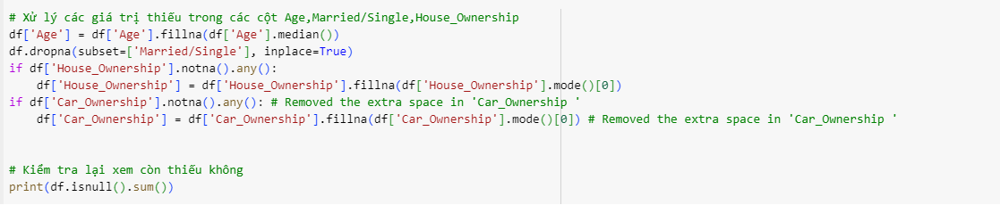 # Xử lý các giá trị thiếu trong các cột Age,Married/Single,House_Ownership
df['Age'] = df['Age'].fillna(df['Age'].median())
df.dropna(subset=['Married/Single'], inplace=True)
if df['House_Ownership'].notna().any():
    df['House_Ownership'] = df['House_Ownership'].fillna(df['House_Ownership'].mode()[0])
if df['Car_Ownership'].notna().any(): # Removed the extra space in 'Car_Ownership '
    df['Car_Ownership'] = df['Car_Ownership'].fillna(df['Car_Ownership'].mode()[0]) # Removed the extra space in 'Car_Ownership '
# Kiểm tra lại xem còn thiếu không
print(df.isnull().sum())